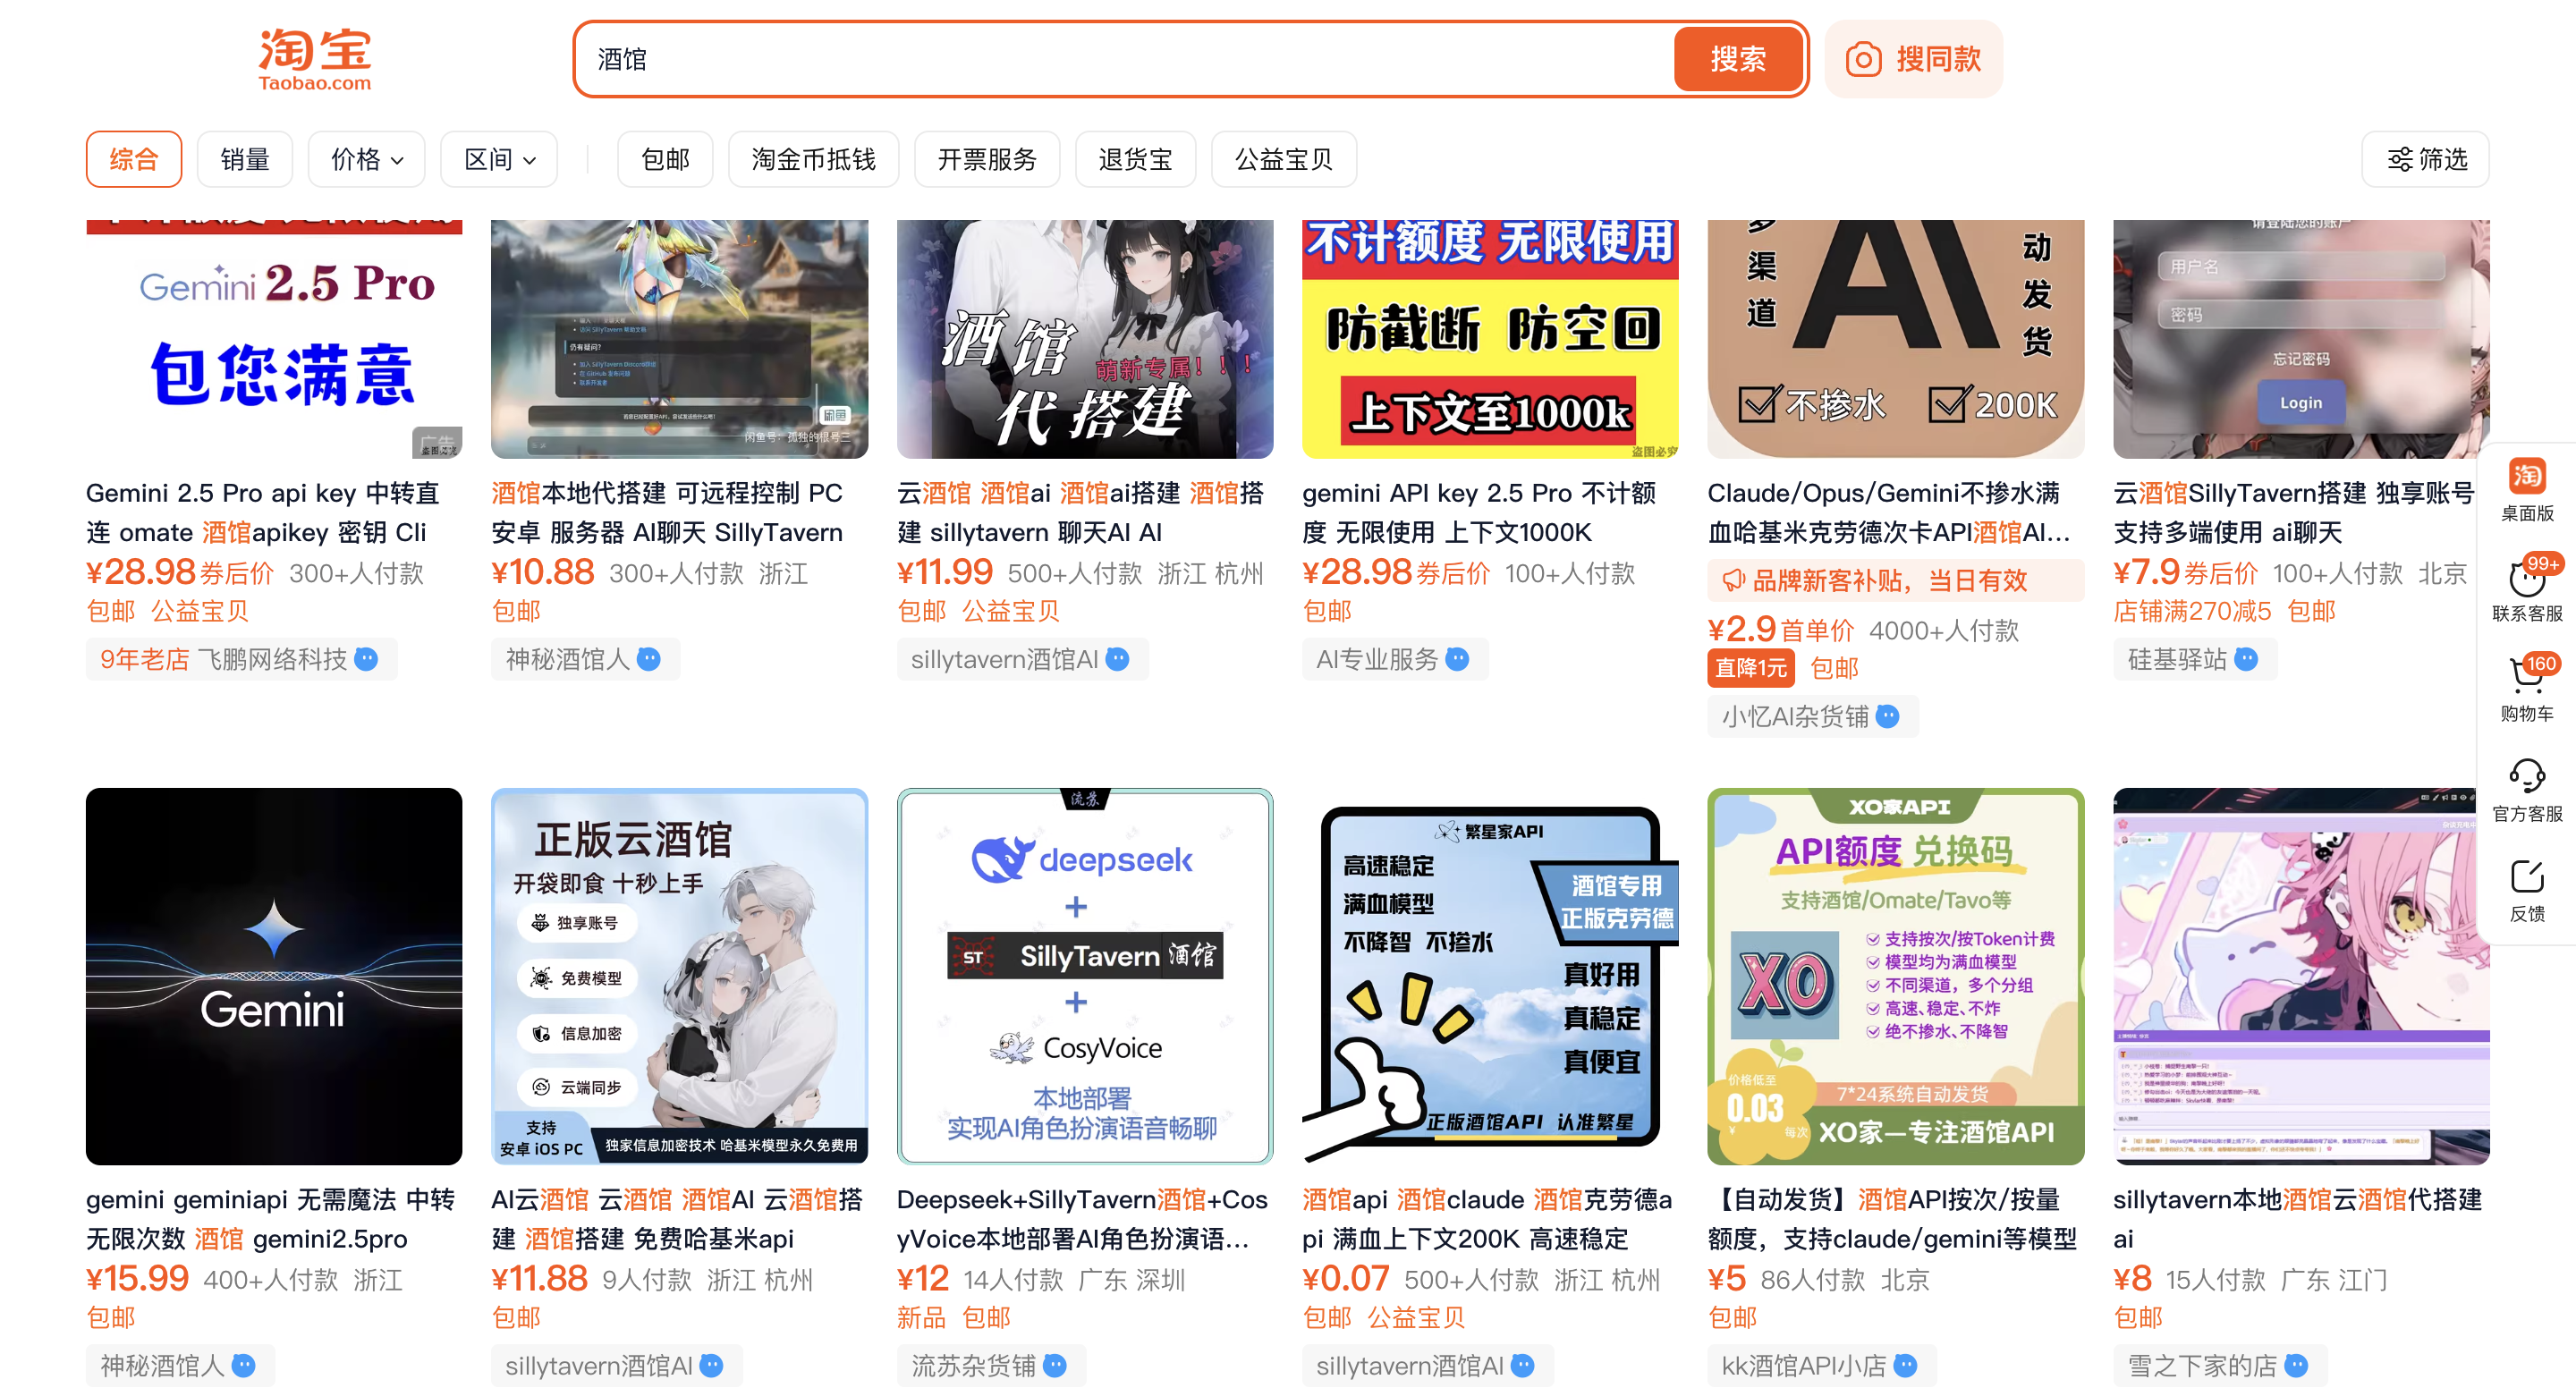 淘宝
Taobao.com
酒馆
搜索
搜同款
综合
销量
价格
区间
包邮
淘金币抵钱
开票服务
退货宝
公益宝贝
筛选
Gemini 2.5 Pro
包您满意
Gemini 2.5 Pro api key 中转直
连 omate 酒馆apikey 密钥 Cli
¥28.98券后价 300+人付款
包邮 公益宝贝
9年老店 飞鹏网络科技
仍有疑问?
闲鱼号：孤独的根号三
酒馆本地代搭建 可远程控制 PC
安卓 服务器 AI聊天 SillyTavern
¥10.88 300+人付款 浙江
包邮
神秘酒馆人
酒馆
萌新专属！！！
代搭建
云酒馆 酒馆ai 酒馆ai搭建 酒馆搭
建 sillytavern 聊天AI AI
¥11.99 500+人付款 浙江 杭州
包邮 公益宝贝
sillytavern酒馆AI
不计额度 无限使用
防截断 防空回
上下文至1000k
盗图必究
gemini API key 2.5 Pro 不计额
度 无限使用 上下文1000K
¥28.98券后价 100+人付款
包邮
AI专业服务
多渠道
AI
动发货
不掺水 200K
Claude/Opus/Gemini不掺水满
血哈基米克劳德次卡API酒馆AI...
品牌新客补贴，当日有效
¥2.9首单价 4000+人付款
直降1元 包邮
小忆AI杂货铺
请登陆您的账户
用户名
密码
忘记密码
Login
云酒馆SillyTavern搭建 独享账号
支持多端使用 ai聊天
¥7.9券后价 100+人付款 北京
店铺满270减5 包邮
硅基驿站
桌面版
99+
联系客服
160
购物车
官方客服
反馈
Gemini
gemini geminiapi 无需魔法 中转
无限次数 酒馆 gemini2.5pro
¥15.99 400+人付款 浙江
包邮
神秘酒馆人
正版云酒馆
开袋即食 十秒上手
独享账号
免费模型
信息加密
云端同步
支持
安卓 iOS PC
独家信息加密技术 哈基米模型永久免费用
AI云酒馆 云酒馆 酒馆AI 云酒馆搭
建 酒馆搭建 免费哈基米api
¥11.88 9人付款 浙江 杭州
包邮
sillytavern酒馆AI
流苏
deepseek
+
ST SillyTavern 酒馆
+
CosyVoice
本地部署
实现AI角色扮演语音畅聊
Deepseek+SillyTavern酒馆+Cos
yVoice本地部署AI角色扮演语...
¥12 14人付款 广东 深圳
新品 包邮
流苏杂货铺
繁星家API
高速稳定
满血模型
不降智 不掺水
酒馆专用
正版克劳德
真好用
真稳定
真便宜
正版酒馆API 认准繁星
酒馆api 酒馆claude 酒馆克劳德a
pi 满血上下文200K 高速稳定
¥0.07 500+人付款 浙江 杭州
包邮 公益宝贝
sillytavern酒馆AI
XO家API
API额度 兑换码
支持酒馆/Omate/Tavo等
XO
支持按次/按Token计费
模型均为满血模型
不同渠道，多个分组
高速、稳定、不炸
绝不掺水、不降智
价格低至
0.03
¥ 每次
7*24系统自动发货
XO家—专注酒馆API
【自动发货】酒馆API按次/按量
额度，支持claude/gemini等模型
¥5 86人付款 北京
包邮
kk酒馆API小店
sillytavern本地酒馆云酒馆代搭建
ai
¥8 15人付款 广东 江门
包邮
雪之下家的店